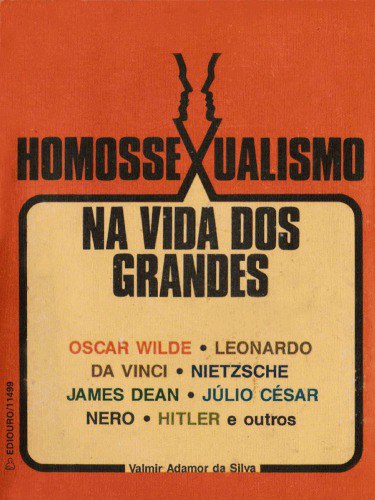 HOMOSSEXUALISMO
NA VIDA DOS
GRANDES
OSCAR WILDE • LEONARDO
DA VINCI • NIETZSCHE
JAMES DEAN • JÚLIO CÉSAR
NERO • HITLER e outros
Valmir Adamor da Silva
EDIOURO/11499